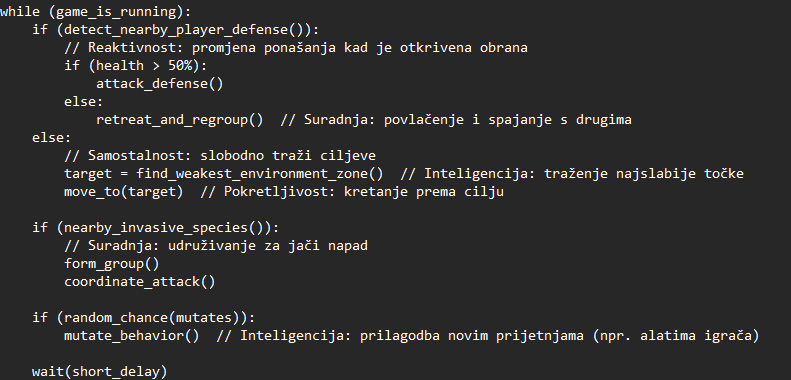 while (game_is_running):
    if (detect_nearby_player_defense()):
        // Reaktivnost: promjena ponašanja kad je otkrivena obrana
        if (health > 50%):
            attack_defense()
        else:
            retreat_and_regroup()  // Suradnja: povlačenje i spajanje s drugima
    else:
        // Samostalnost: slobodno traži ciljeve
        target = find_weakest_environment_zone()  // Inteligencija: traženje najslabije točke
        move_to(target)  // Pokretljivost: kretanje prema cilju

    if (nearby_invasive_species()):
        // Suradnja: udruživanje za jači napad
        form_group()
        coordinate_attack()

    if (random_chance(mutates)):
        mutate_behavior()  // Inteligencija: prilagodba novim prijetnjama (npr. alatima igrača)

    wait(short_delay)